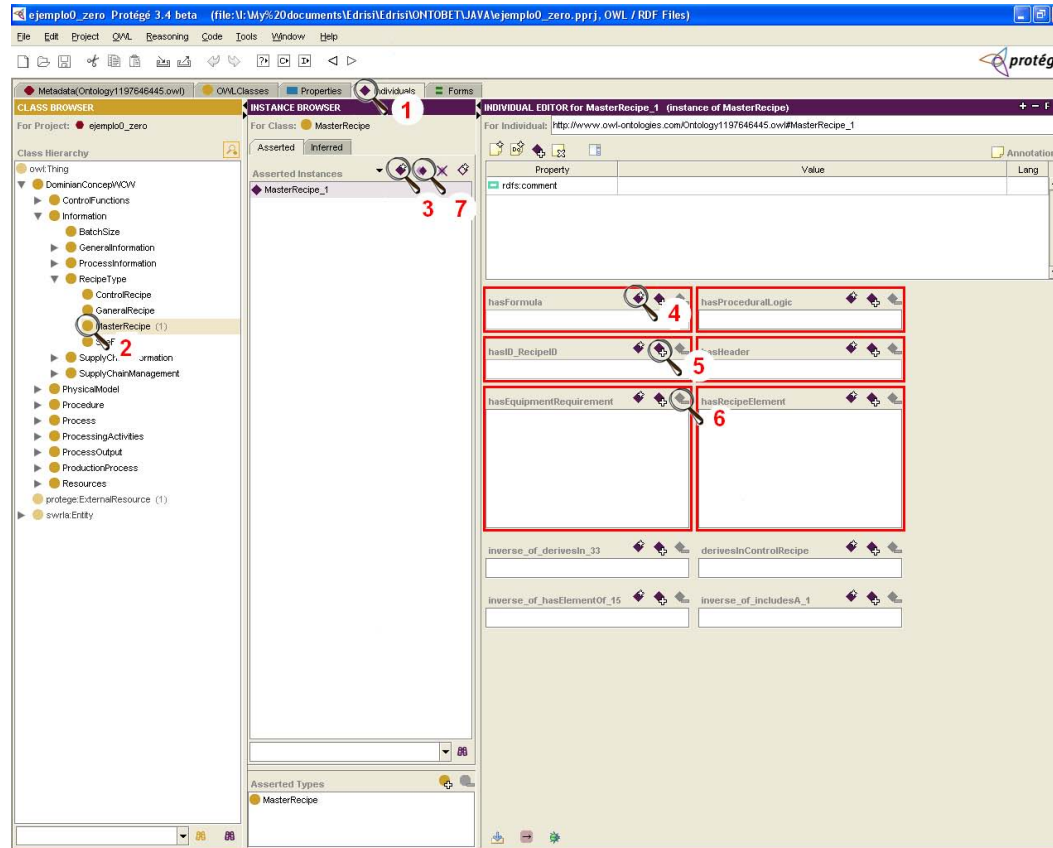 ejemplo0_zero Protégé 3.4 beta (file:\I:\My%20documents\Edrisi\Edrisi\ONTOBET\JAVA\ejemplo0_zero.pprj, OWL / RDF Files)
File Edit Project OWL Reasoning Code Tools Window Help
protég
Metadata(Ontology1197646445.owl) OWLClasses Properties Individuals Forms
1
CLASS BROWSER
For Project: ejemplo0_zero
Class Hierarchy
owl:Thing
DominianConcepWCW
ControlFunctions
Information
BatchSize
GeneralInformation
ProcessInformation
RecipeType
ControlRecipe
GaneralRecipe
MasterRecipe (1)
2
SupplyChainManagement
PhysicalModel
Procedure
Process
ProcessingActivities
ProcessOutput
ProductionProcess
Resources
protege:ExternalResource (1)
swrla:Entity
INSTANCE BROWSER
For Class: MasterRecipe
Asserted Inferred
Asserted Instances
MasterRecipe_1
3 7
Asserted Types
MasterRecipe
INDIVIDUAL EDITOR for MasterRecipe_1 (instance of MasterRecipe)
+ - F
For Individual: http://www.owl-ontologies.com/Ontology1197646445.owl#MasterRecipe_1
Annotation
Property Value Lang
rdfs:comment
hasFormula hasProceduralLogic
4
hasID_RecipeID hasHeader
5
hasEquipmentRequirement hasRecipeElement
6
inverse_of_derivesIn_33 derivesInControlRecipe
inverse_of_hasElementOf_15 inverse_of_includesA_1